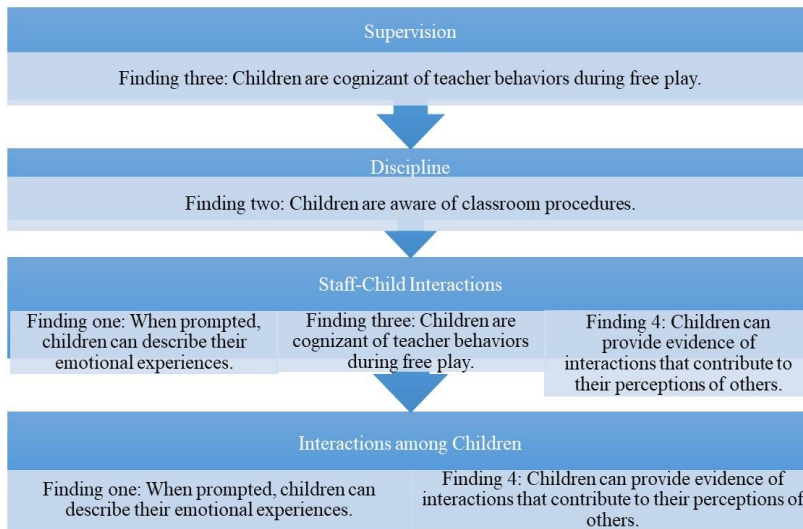 Supervision
Finding three: Children are cognizant of teacher behaviors during free play.
Discipline
Finding two: Children are aware of classroom procedures.
Staff-Child Interactions
Finding one: When prompted,
children can describe their
emotional experiences.
Finding three: Children are
cognizant of teacher behaviors
during free play.
Finding 4: Children can
provide evidence of
interactions that contribute to
their perceptions of others.
Interactions among Children
Finding one: When prompted, children can
describe their emotional experiences.
Finding 4: Children can provide evidence of
interactions that contribute to their perceptions of
others.